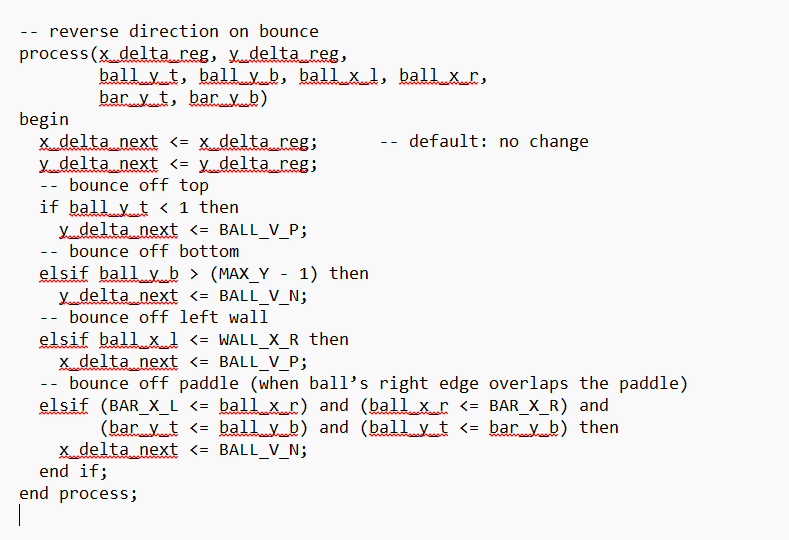 -- reverse direction on bounce
process(x_delta_reg, y_delta_reg,
        ball_y_t, ball_y_b, ball_x_l, ball_x_r,
        bar_y_t, bar_y_b)
begin
  x_delta_next <= x_delta_reg;      -- default: no change
  y_delta_next <= y_delta_reg;
  -- bounce off top
  if ball_y_t < 1 then
    y_delta_next <= BALL_V_P;
  -- bounce off bottom
  elsif ball_y_b > (MAX_Y - 1) then
    y_delta_next <= BALL_V_N;
  -- bounce off left wall
  elsif ball_x_l <= WALL_X_R then
    x_delta_next <= BALL_V_P;
  -- bounce off paddle (when ball’s right edge overlaps the paddle)
  elsif (BAR_X_L <= ball_x_r) and (ball_x_r <= BAR_X_R) and
        (bar_y_t <= ball_y_b) and (ball_y_t <= bar_y_b) then
    x_delta_next <= BALL_V_N;
  end if;
end process;